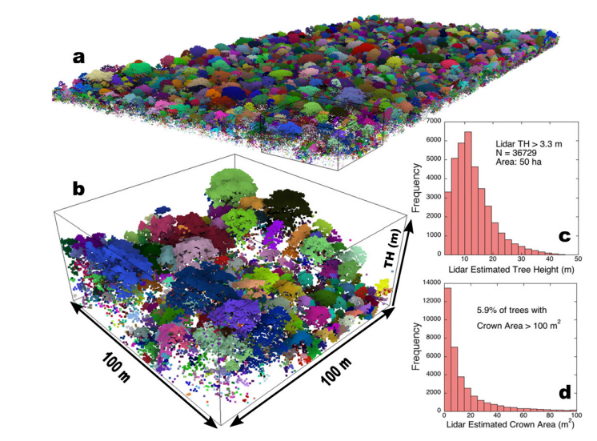 a
b
100 m
100 m
TH (m)
7000
6000
5000
4000
3000
2000
1000
0
Frequency
Lidar TH > 3.3 m
N = 36729
Area: 50 ha
c
10 20 30 40 50
Lidar Estimated Tree Height (m)
14000
12000
10000
8000
6000
4000
2000
0
Frequency
5.9% of trees with
Crown Area > 100 m²
d
0 20 40 60 80 100
Lidar Estimated Crown Area (m²)